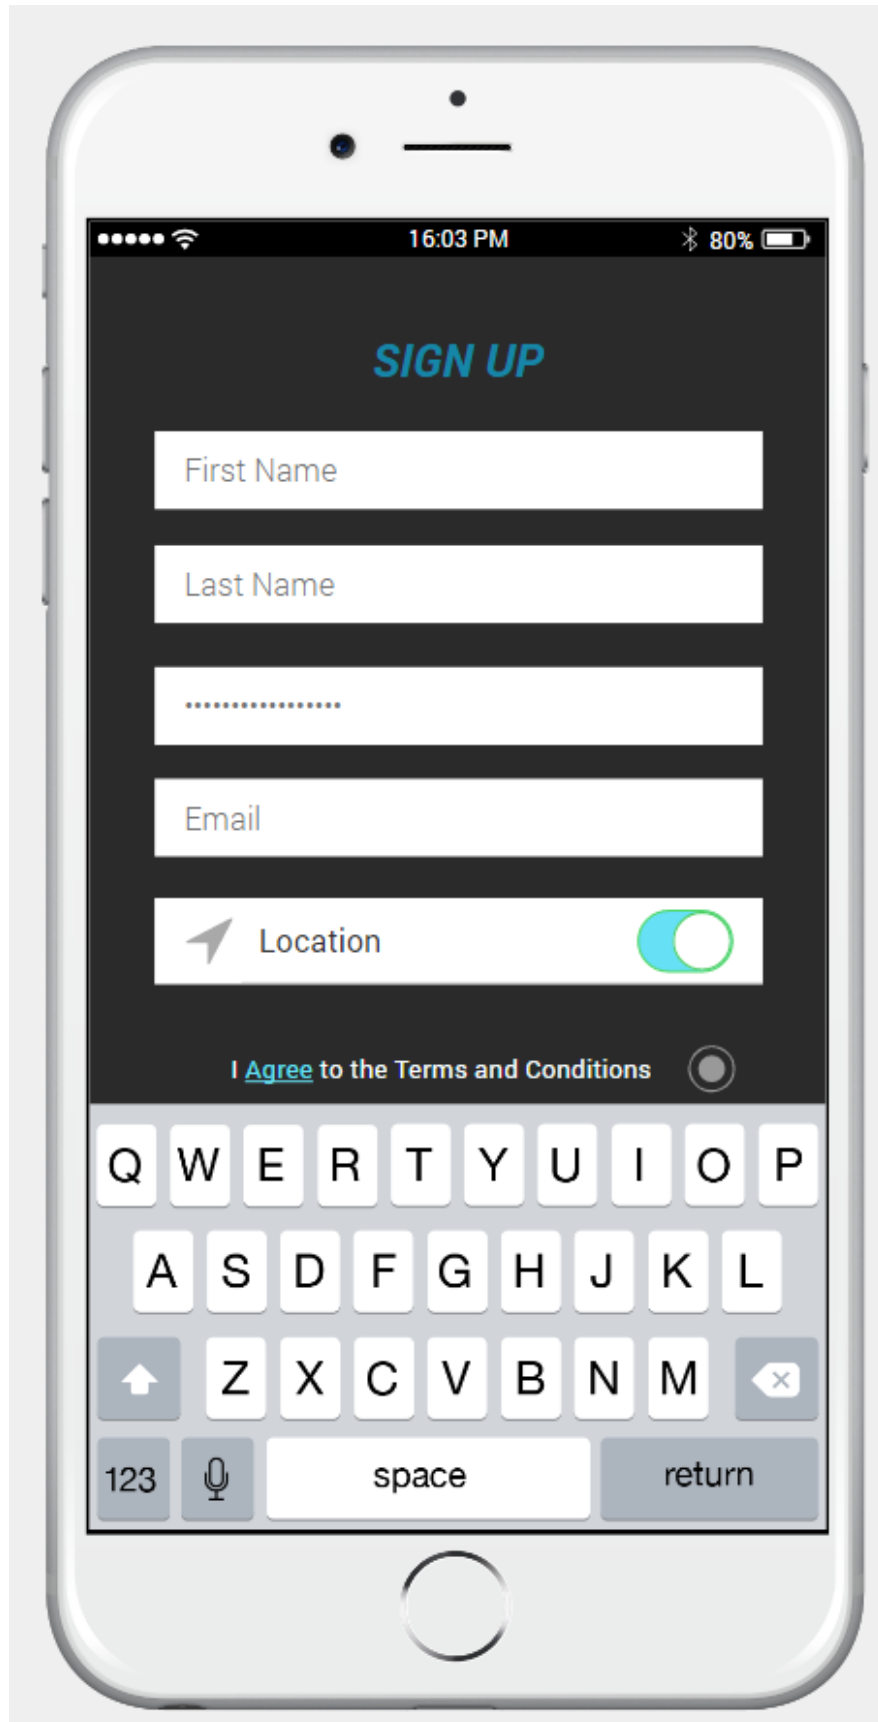 16:03 PM 80%
SIGN UP
First Name
Last Name
•••••••••••••••••
Email
Location
I Agree to the Terms and Conditions
Q W E R T Y U I O P
A S D F G H J K L
Z X C V B N M
123 space return